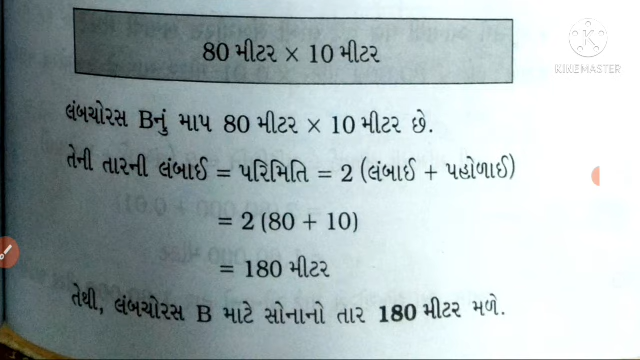 80 મીટર × 10 મીટર
KINEMASTER
લંબચોરસ Bનું માપ 80 મીટર × 10 મીટર છે.
તેની તારની લંબાઈ = પરિમિતિ = 2 (લંબાઈ + પહોળાઈ)
= 2 (80 + 10)
= 180 મીટર
તેથી, લંબચોરસ B માટે સોનાનો તાર 180 મીટર મળે.